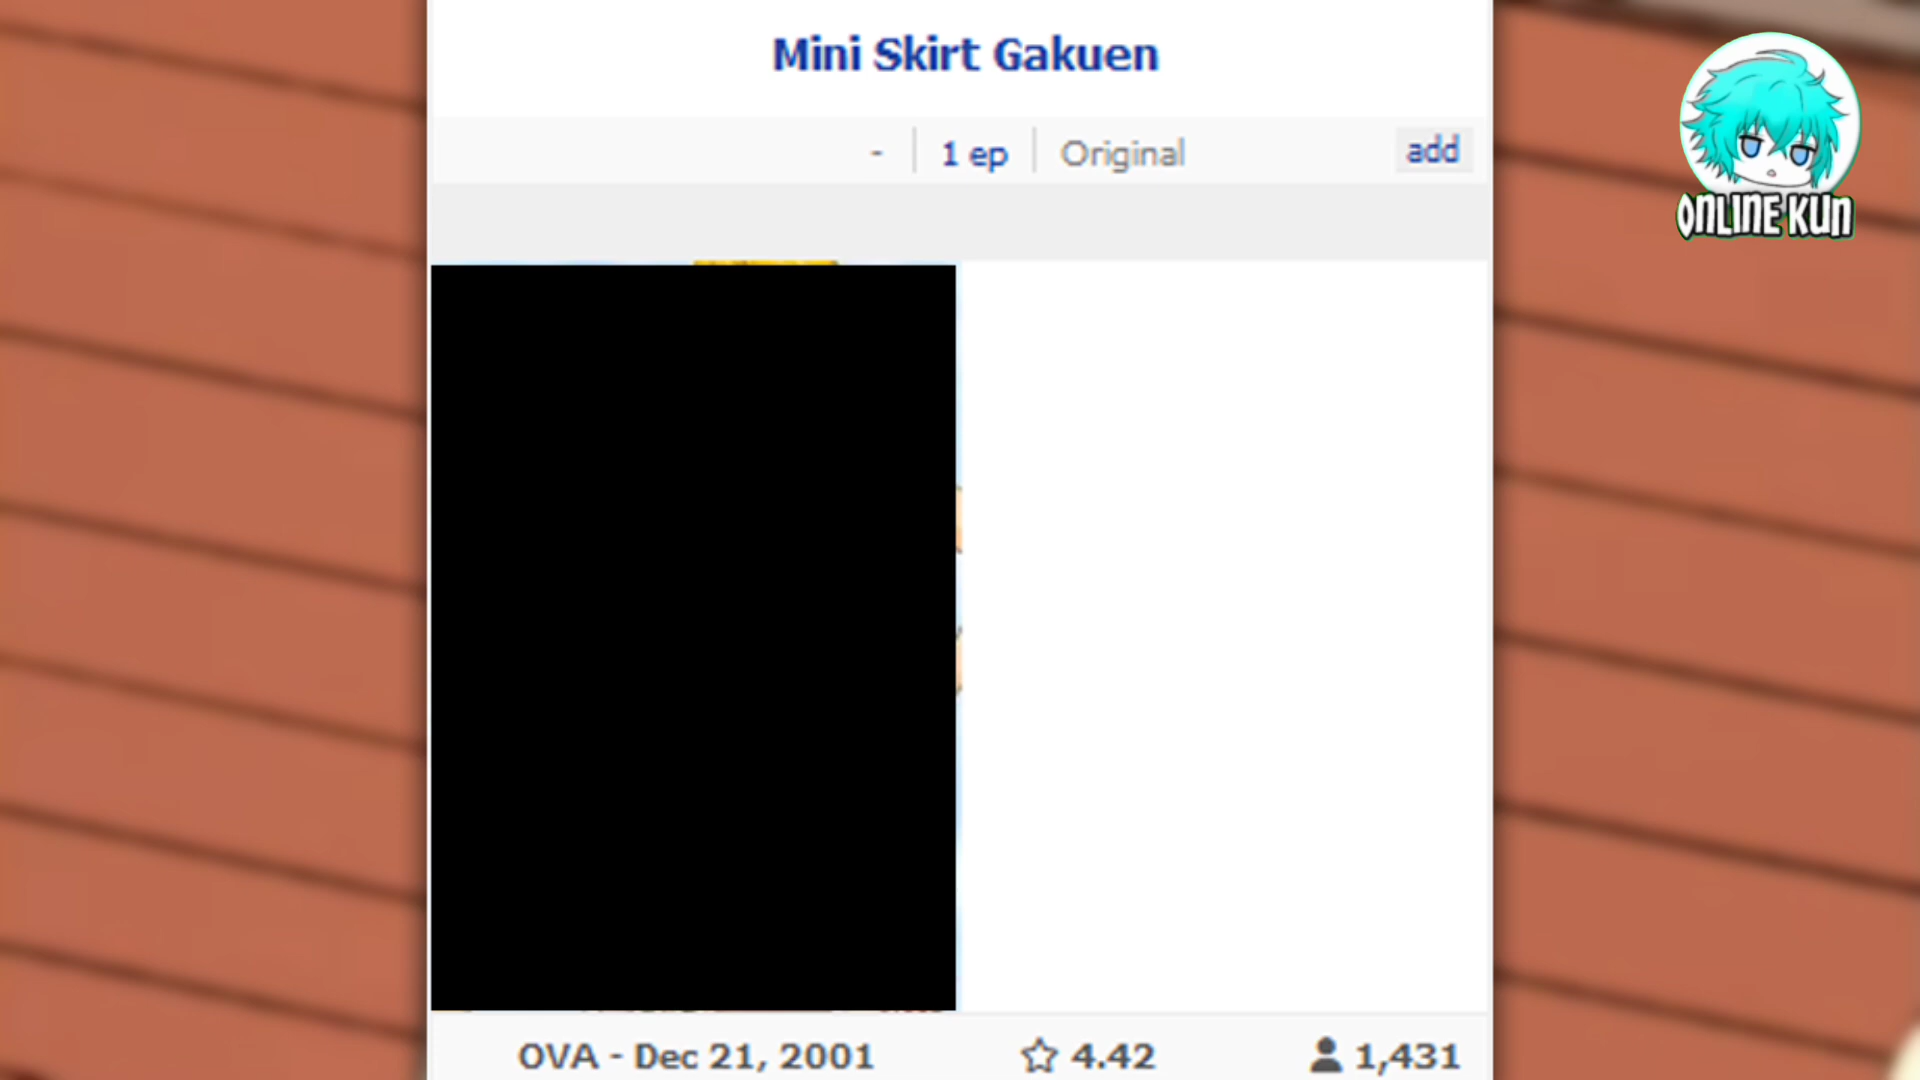 Mini Skirt Gakuen
- 1 ep Original add
ONLINE KUN
OVA - Dec 21, 2001 4.42 1,431